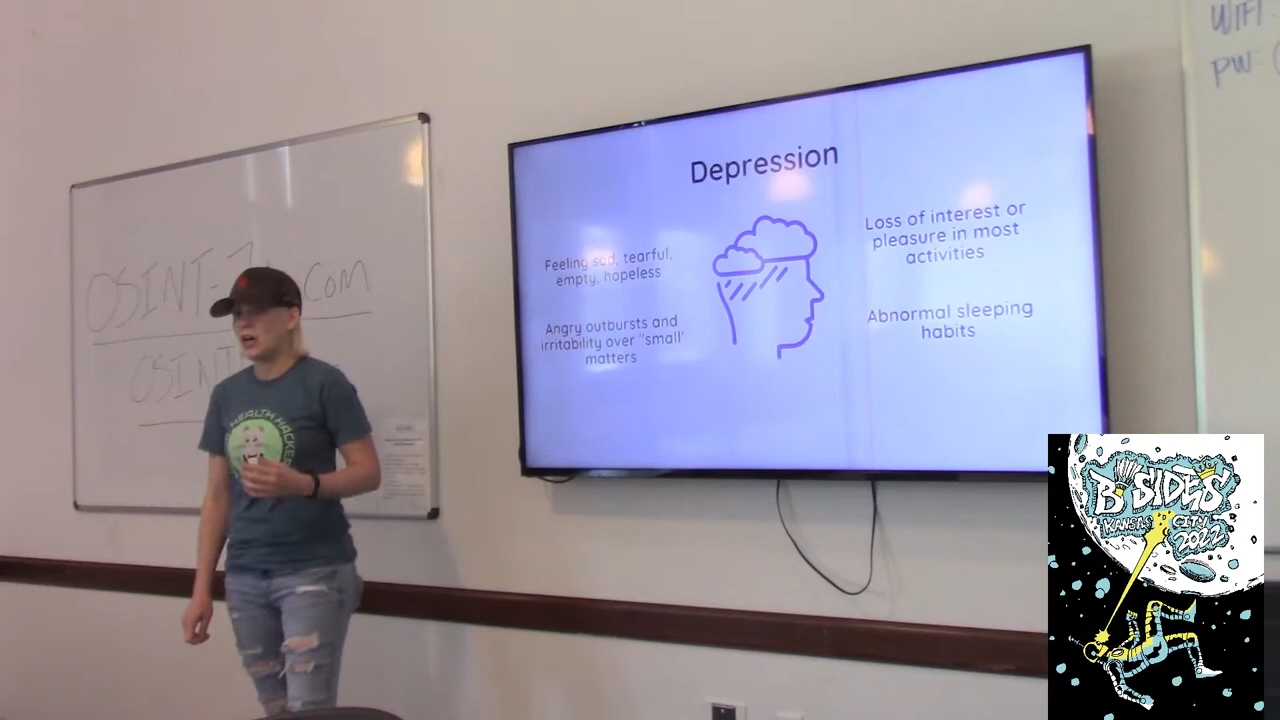 WIFI
PW:
Depression
Feeling sad, tearful,
empty, hopeless
Angry outbursts and
irritability over "small"
matters
Loss of interest or
pleasure in most
activities
Abnormal sleeping
habits
OSINT-
.com
OSINT
HEALTH HACKE
B SIDES
KANSAS CITY
2022